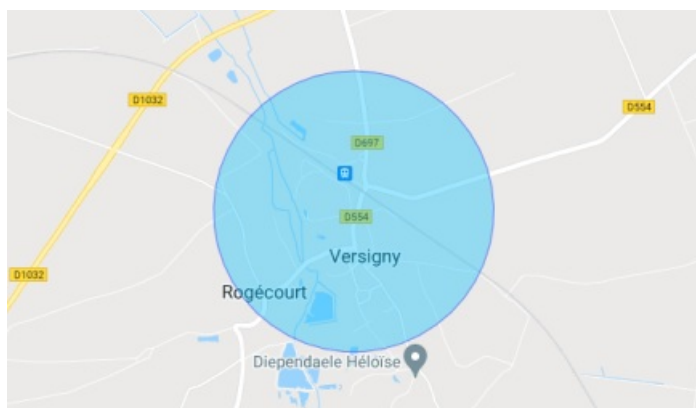 D1032
D554
D697
D554
Versigny
D1032
Rogécourt
Diependaele Héloïse